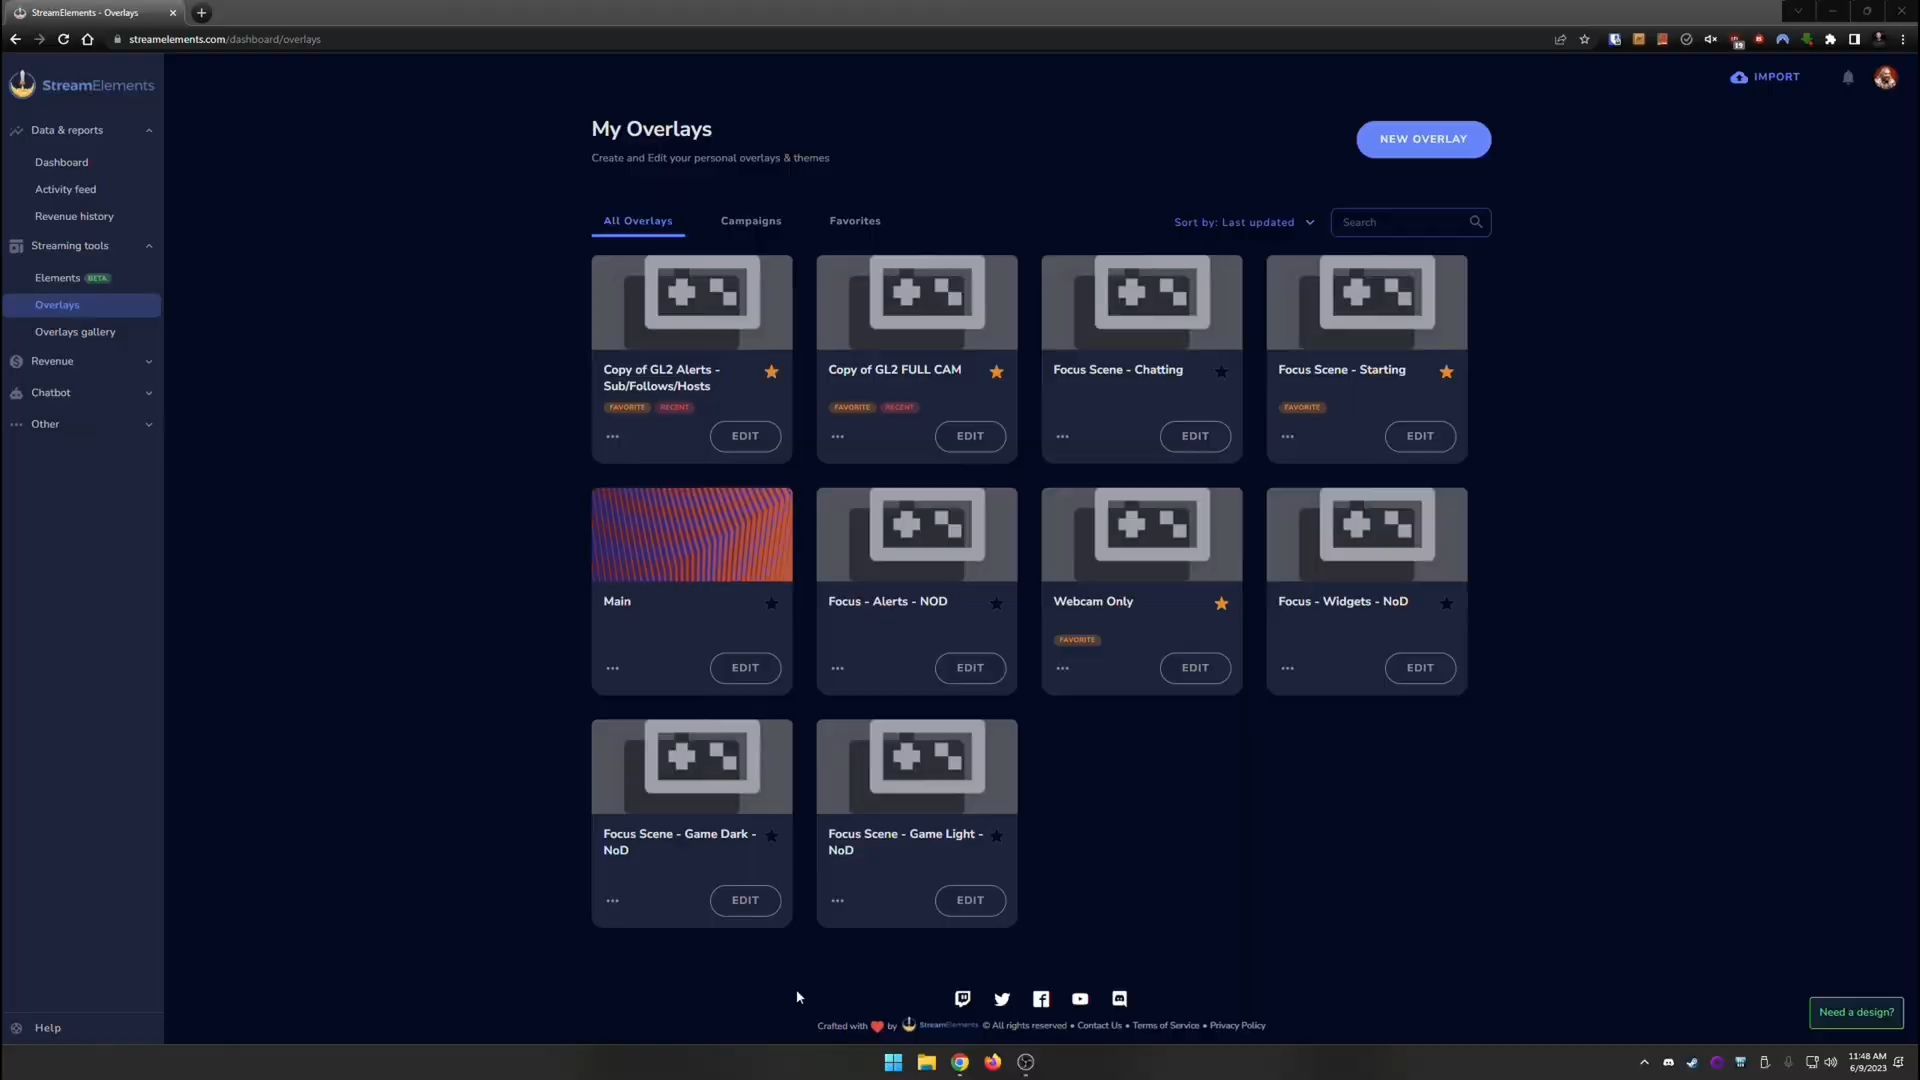 StreamElements - Overlays
streamelements.com/dashboard/overlays
19
StreamElements
IMPORT
Data & reports
Dashboard
Activity feed
Revenue history
Streaming tools
Elements BETA
Overlays
Overlays gallery
Revenue
Chatbot
Other
Help
My Overlays
Create and Edit your personal overlays & themes
NEW OVERLAY
All Overlays
Campaigns
Favorites
Sort by: Last updated
Search
Copy of GL2 Alerts -
Sub/Follows/Hosts
FAVORITE RECENT
EDIT
Copy of GL2 FULL CAM
FAVORITE RECENT
EDIT
Focus Scene - Chatting
EDIT
Focus Scene - Starting
FAVORITE
EDIT
Main
EDIT
Focus - Alerts - NOD
EDIT
Webcam Only
FAVORITE
EDIT
Focus - Widgets - NoD
EDIT
Focus Scene - Game Dark -
NoD
EDIT
Focus Scene - Game Light -
NoD
EDIT
Crafted with by StreamElements © All rights reserved • Contact Us • Terms of Service • Privacy Policy
Need a design?
11:48 AM
6/9/2023